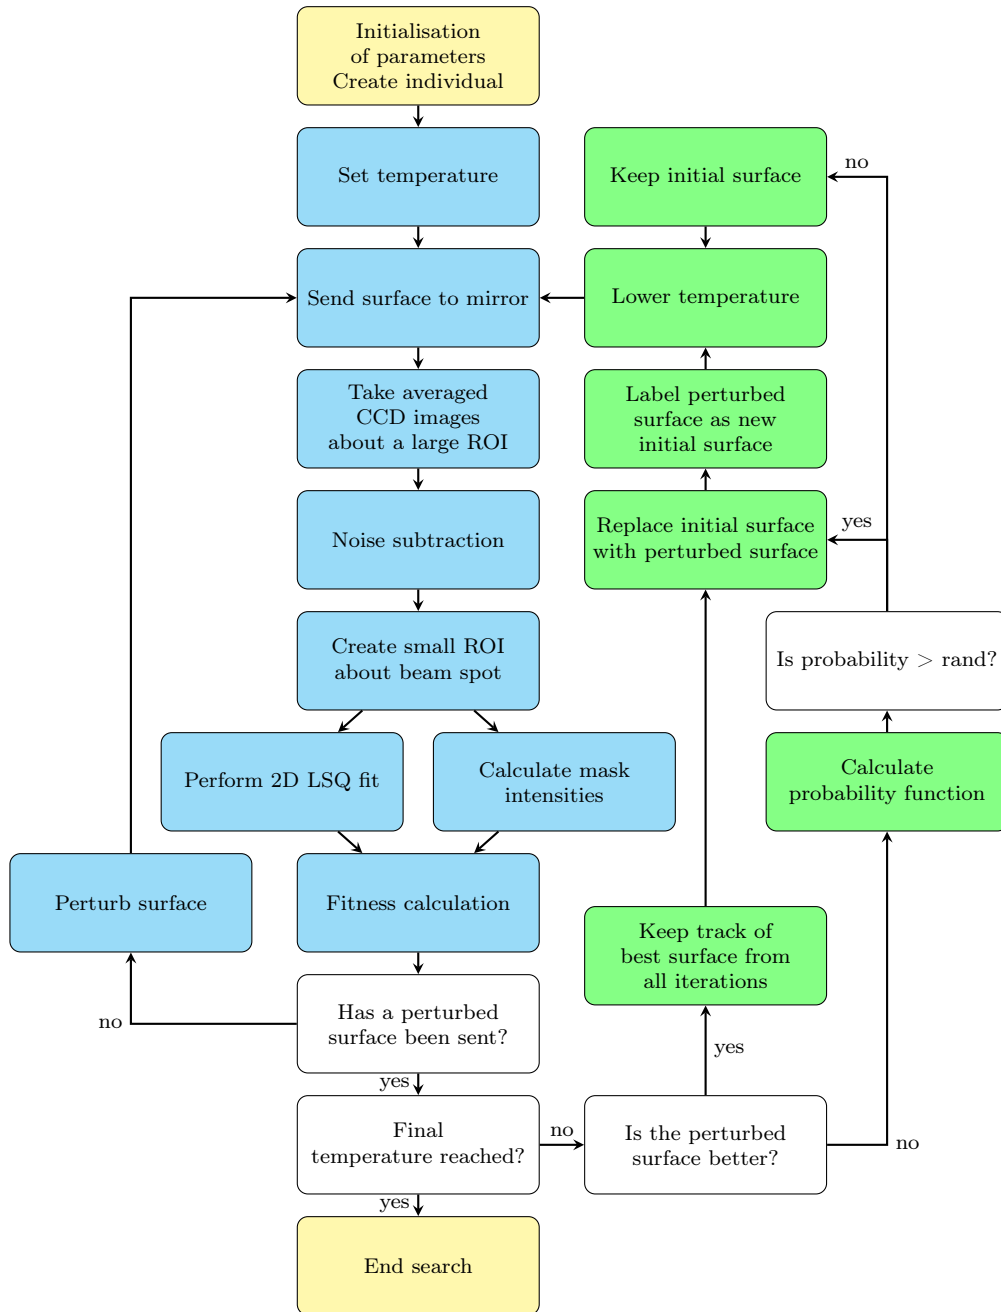 Initialisation
of parameters
Create individual
Set temperature
Keep initial surface
no
Send surface to mirror
Lower temperature
Take averaged
CCD images
about a large ROI
Label perturbed
surface as new
initial surface
Noise subtraction
Replace initial surface
with perturbed surface
yes
Create small ROI
about beam spot
Is probability > rand?
Perform 2D LSQ fit
Calculate mask
intensities
Calculate
probability function
Perturb surface
Fitness calculation
Keep track of
best surface from
all iterations
no
Has a perturbed
surface been sent?
yes
yes
Final
temperature reached?
no
Is the perturbed
surface better?
no
yes
End search